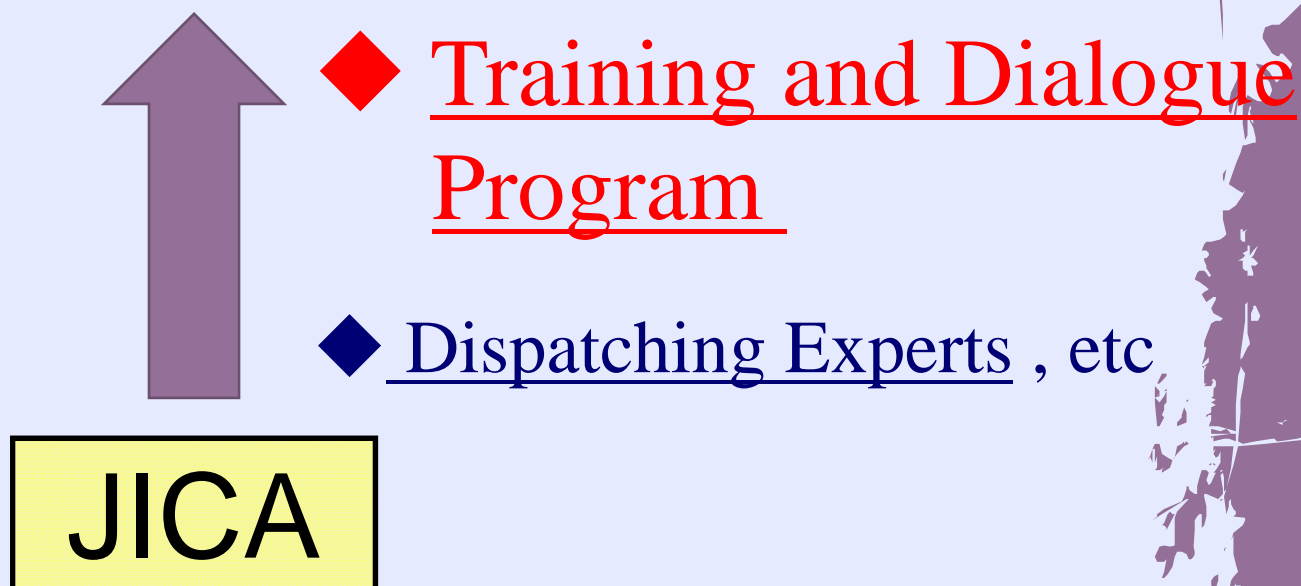 Training and Dialogue
Program
Dispatching Experts , etc
JICA